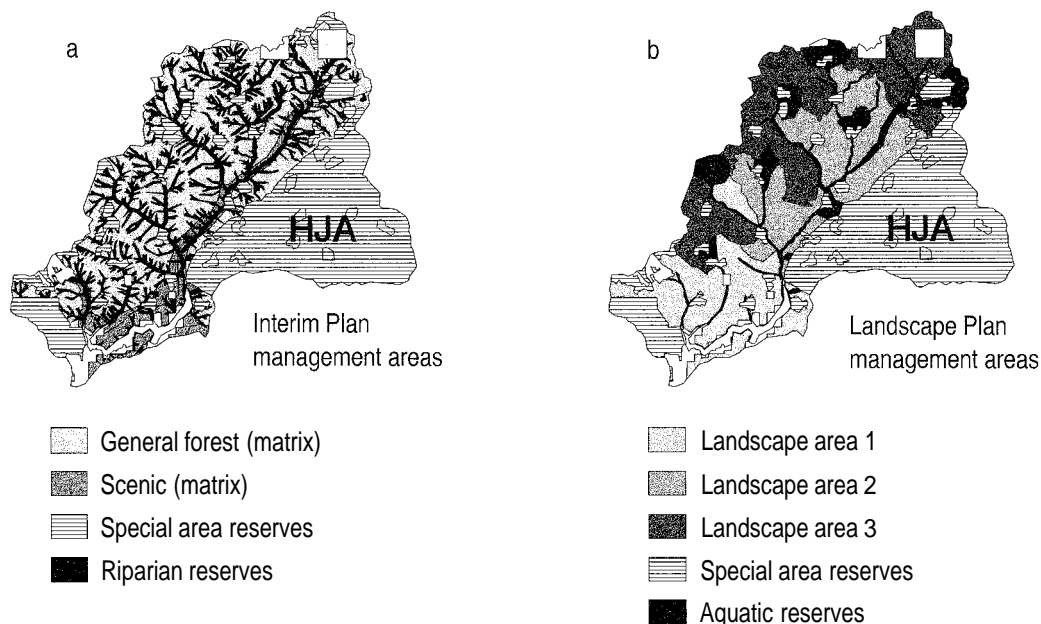 a
HJA
Interim Plan
management areas
General forest (matrix)
Scenic (matrix)
Special area reserves
Riparian reserves
b
HJA
Landscape Plan
management areas
Landscape area 1
Landscape area 2
Landscape area 3
Special area reserves
Aquatic reserves